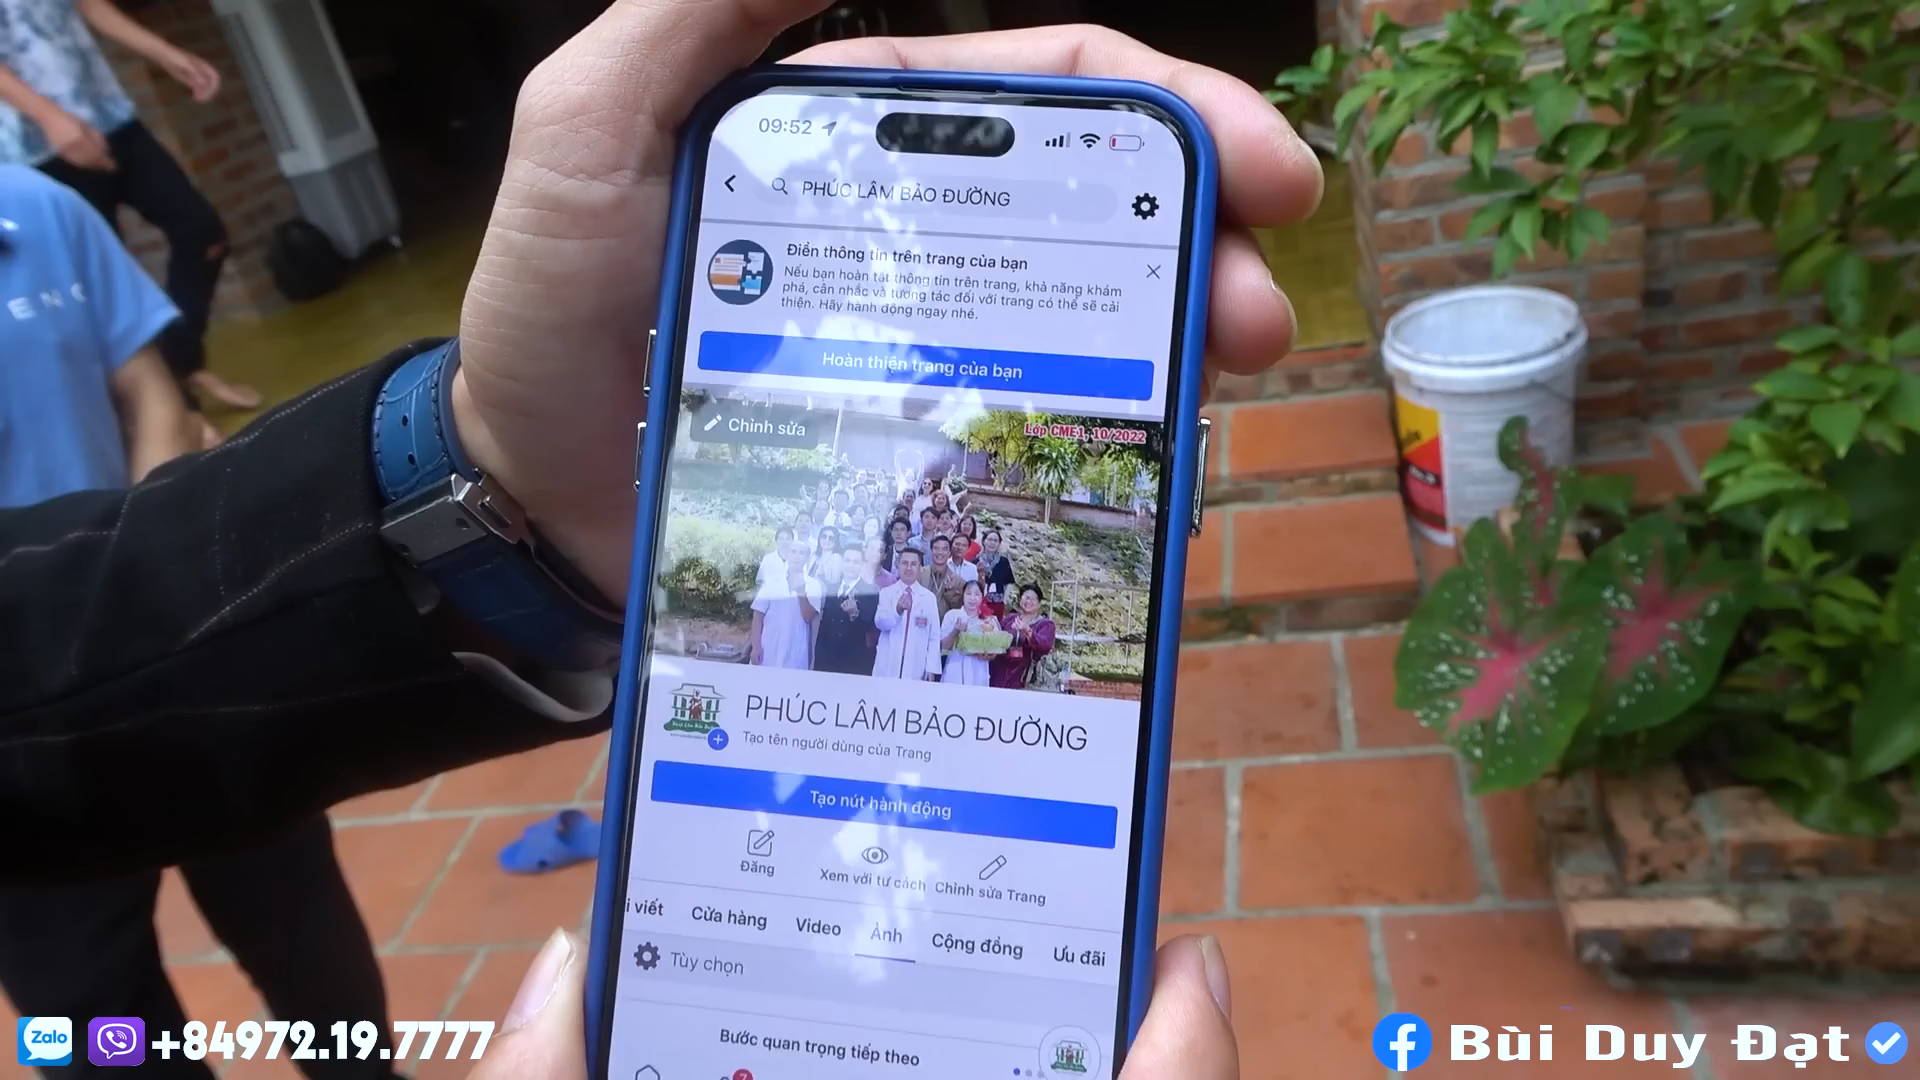 09:52
PHÚC LÂM BẢO ĐƯỜNG
Điền thông tin trên trang của bạn
Nếu bạn hoàn tất thông tin trên trang, khả năng khám
phá, cân nhắc và tương tác đối với trang có thể sẽ cải
thiện. Hãy hành động ngay nhé.
Hoàn thiện trang của bạn
Chỉnh sửa
Lớp CME1, 10/2022
PHÚC LÂM BẢO ĐƯỜNG
Tạo tên người dùng của Trang
Tạo nút hành động
Đăng
Xem với tư cách
Chỉnh sửa Trang
i viết
Cửa hàng
Video
Ảnh
Cộng đồng
Ưu đãi
Tùy chọn
Bước quan trọng tiếp theo
7
ENC
Zalo
+84972.19.7777
Bùi Duy Đạt